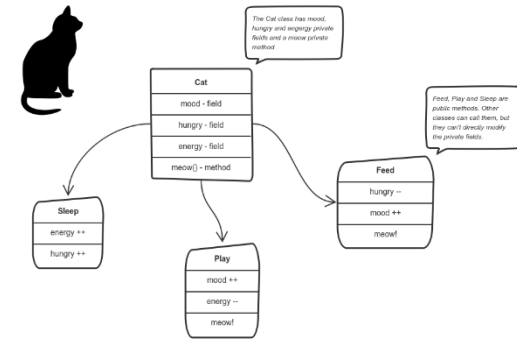 The Cat class has mood,
hungry and engergy private
fields and a meow private
method
Cat
mood - field
hungry - field
energy - field
meow() - method
Feed, Play and Sleep are
public methods. Other
classes can call them, but
they can't directly modify
the private fields.
Feed
hungry --
mood ++
meow!
Sleep
energy ++
hungry ++
Play
mood ++
energy --
meow!